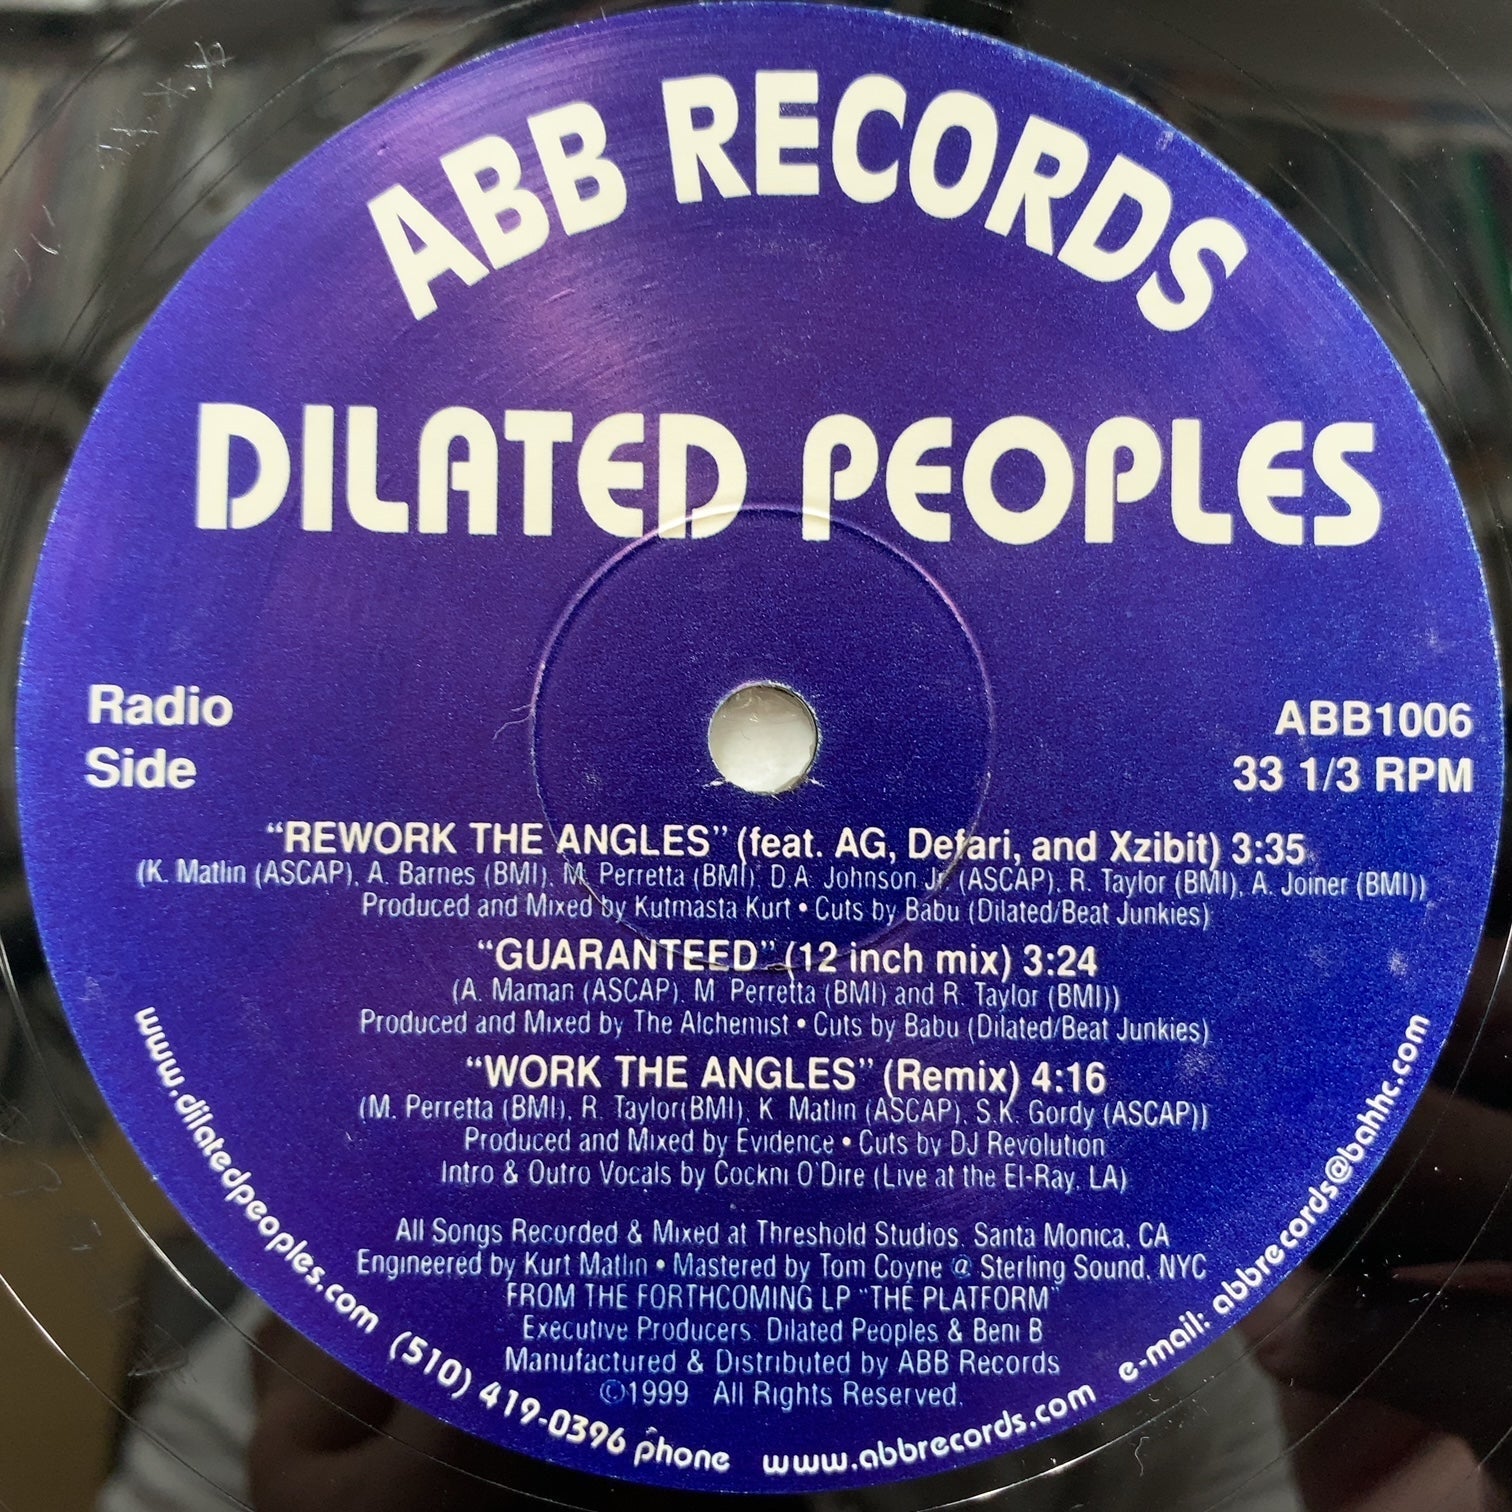 ABB RECORDS
DILATED PEOPLES
Radio
Side
ABB1006
33 1/3 RPM
“REWORK THE ANGLES” (feat. AG, Defari, and Xzibit) 3:35
(K. Matlin (ASCAP), A. Barnes (BMI), M. Perretta (BMI), D.A. Johnson Jr (ASCAP), R. Taylor (BMI), A. Joiner (BMI))
Produced and Mixed by Kutmasta Kurt • Cuts by Babu (Dilated/Beat Junkies)
“GUARANTEED” (12 inch mix) 3:24
(A. Maman (ASCAP), M. Perretta (BMI) and R. Taylor (BMI))
Produced and Mixed by The Alchemist • Cuts by Babu (Dilated/Beat Junkies)
“WORK THE ANGLES” (Remix) 4:16
(M. Perretta (BMI), R. Taylor(BMI), K. Matlin (ASCAP), S.K. Gordy (ASCAP))
Produced and Mixed by Evidence • Cuts by DJ Revolution
Intro & Outro Vocals by Cockni O'Dire (Live at the El-Ray, LA)
All Songs Recorded & Mixed at Threshold Studios, Santa Monica, CA
Engineered by Kurt Matlin • Mastered by Tom Coyne @ Sterling Sound, NYC
FROM THE FORTHCOMING LP "THE PLATFORM"
Executive Producers: Dilated Peoples & Beni B
Manufactured & Distributed by ABB Records
©1999 All Rights Reserved.
www.dilatedpeoples.com (510) 419-0396 phone www.abbrecords.com e-mail: abbrecords@bahhc.com